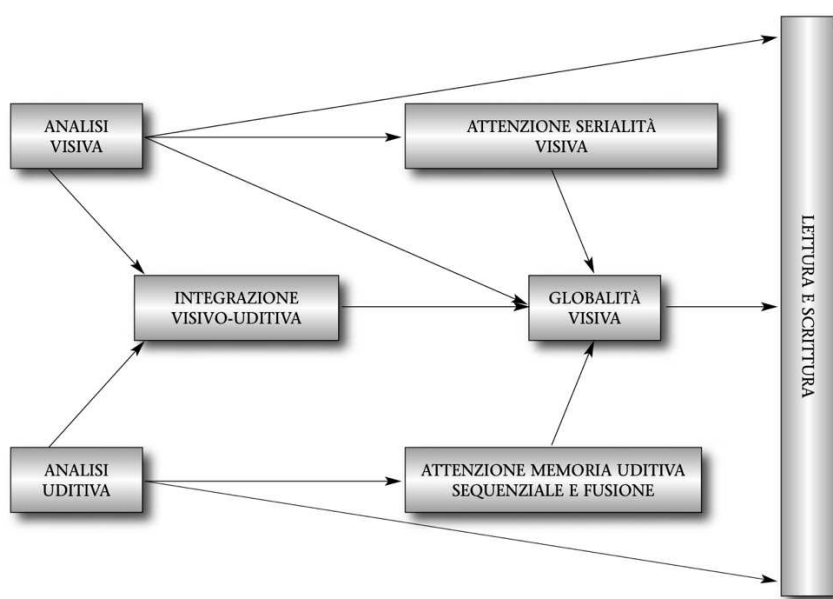 ANALISI
VISIVA
ATTENZIONE SERIALITÀ
VISIVA
INTEGRAZIONE
VISIVO-UDITIVA
GLOBALITÀ
VISIVA
ANALISI
UDITIVA
ATTENZIONE MEMORIA UDITIVA
SEQUENZIALE E FUSIONE
LETTURA E SCRITTURA